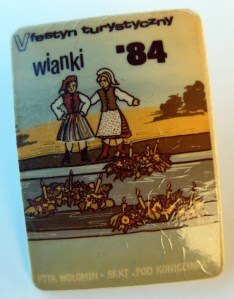 V festyn turystyczny
wianki '84
PTTK WOŁOMIN • SKKT „POD KONICZYNKĄ"